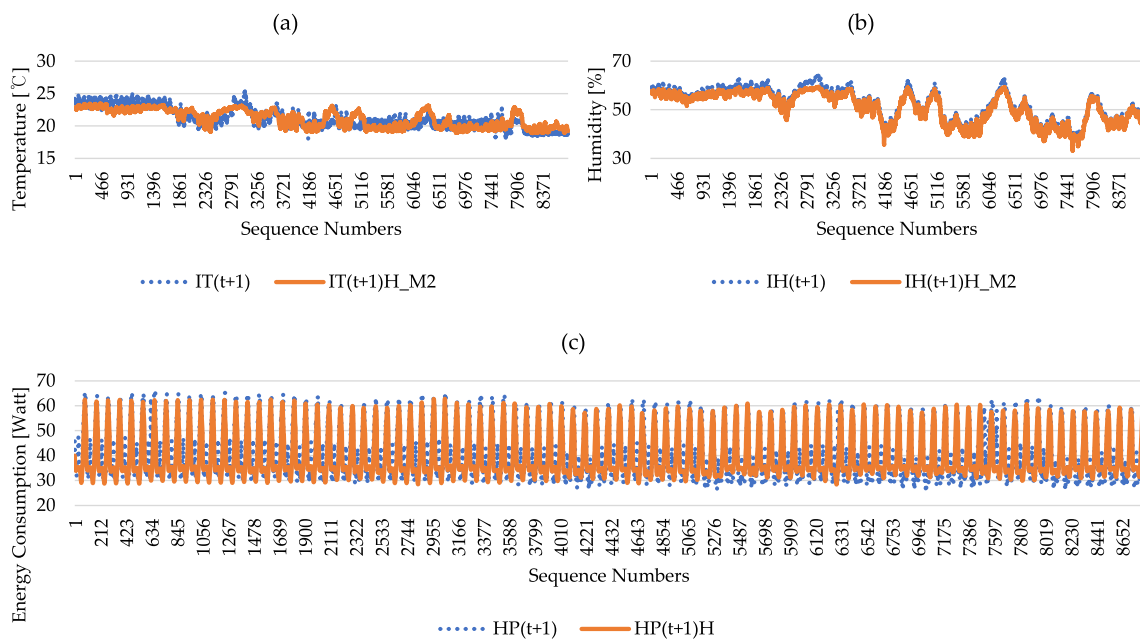 (a)
Temperature [℃]
30
25
20
15
1 466 931 1396 1861 2326 2791 3256 3721 4186 4651 5116 5581 6046 6511 6976 7441 7906 8371
Sequence Numbers
IT(t+1) IT(t+1)H_M2
(b)
Humidity [%]
70
50
30
1 466 931 1396 1861 2326 2791 3256 3721 4186 4651 5116 5581 6046 6511 6976 7441 7906 8371
Sequence Numbers
IH(t+1) IH(t+1)H_M2
(c)
Energy Consumption [Watt]
70
60
50
40
30
20
1 212 423 634 845 1056 1267 1478 1689 1900 2111 2322 2533 2744 2955 3166 3377 3588 3799 4010 4221 4432 4643 4854 5065 5276 5487 5698 5909 6120 6331 6542 6753 6964 7175 7386 7597 7808 8019 8230 8441 8652
Sequence Numbers
HP(t+1) HP(t+1)H